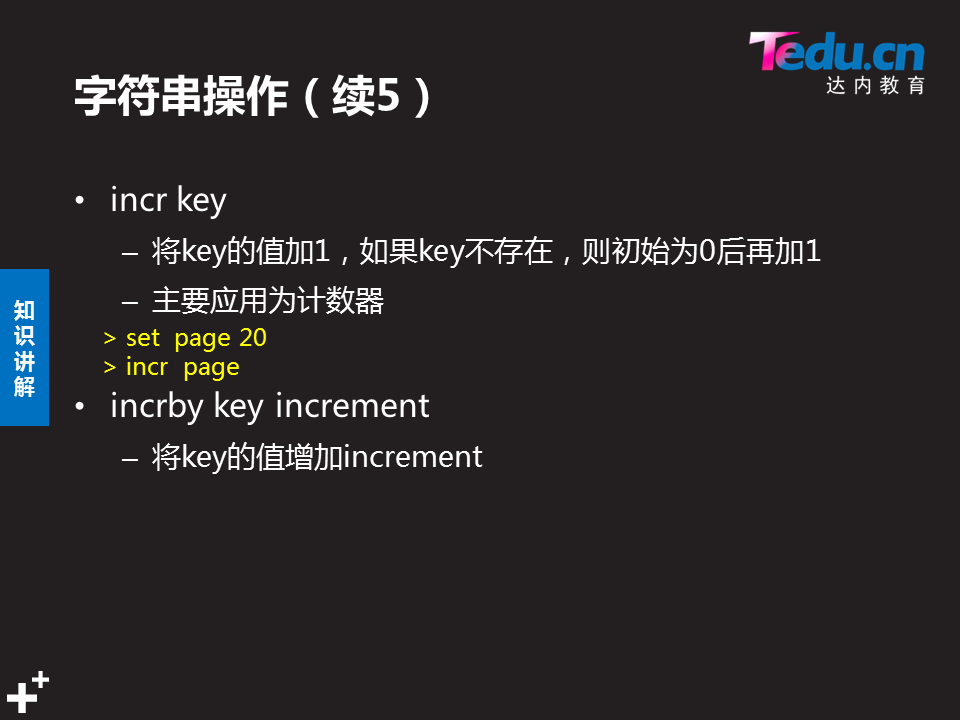 Tedu.cn
达内教育
字符串操作（续5）
• incr key
– 将key的值加1，如果key不存在，则初始为0后再加1
– 主要应用为计数器
> set page 20
> incr page
• incrby key increment
– 将key的值增加increment
知识讲解